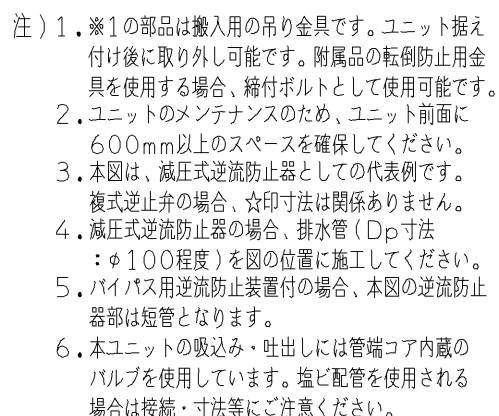 注）1．※1の部品は搬入用の吊り金具です。ユニット据え
付け後に取り外し可能です。附属品の転倒防止用金
具を使用する場合、締付ボルトとして使用可能です。
2．ユニットのメンテナンスのため、ユニット前面に
600mm以上のスペースを確保してください。
3．本図は、減圧式逆流防止器としての代表例です。
複式逆止弁の場合、☆印寸法は関係ありません。
4．減圧式逆流防止器の場合、排水管（Dp寸法
：φ100程度）を図の位置に施工してください。
5．バイパス用逆流防止装置付の場合、本図の逆流防止
器部は短管となります。
6．本ユニットの吸込み・吐出しには管端コア内蔵の
バルブを使用しています。塩ビ配管を使用される
場合は接続・寸法等にご注意ください。